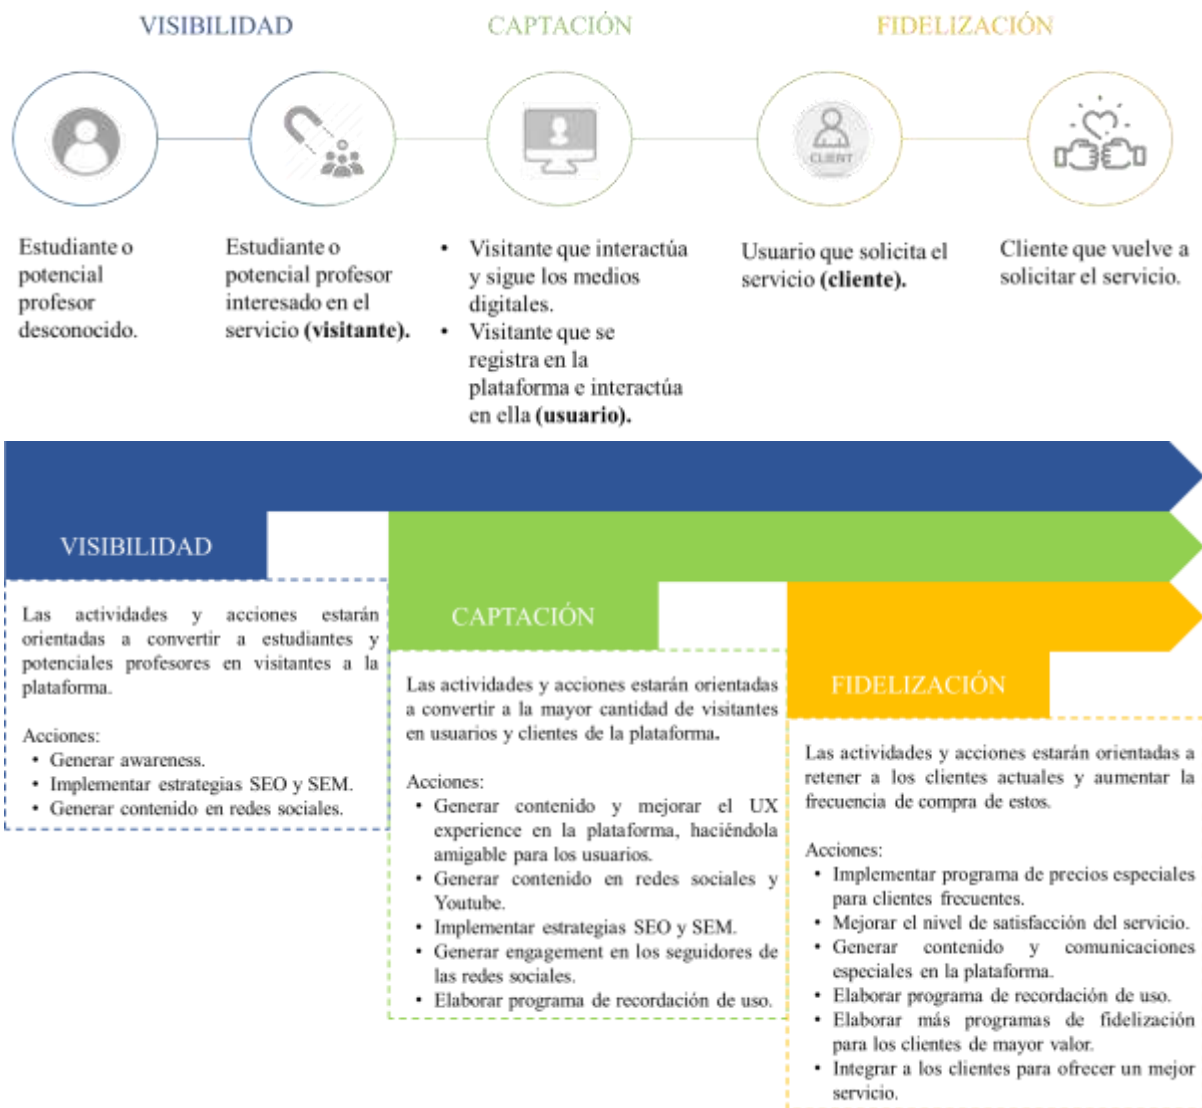 VISIBILIDAD
CAPTACIÓN
FIDELIZACIÓN
CLIENT
Estudiante o
potencial
profesor
desconocido.
Estudiante o
potencial profesor
interesado en el
servicio (visitante).
• Visitante que interactúa
y sigue los medios
digitales.
• Visitante que se
registra en la
plataforma e interactúa
en ella (usuario).
Usuario que solicita el
servicio (cliente).
Cliente que vuelve a
solicitar el servicio.
VISIBILIDAD
Las actividades y acciones estarán
orientadas a convertir a estudiantes y
potenciales profesores en visitantes a la
plataforma.
Acciones:
• Generar awareness.
• Implementar estrategias SEO y SEM.
• Generar contenido en redes sociales.
CAPTACIÓN
Las actividades y acciones estarán orientadas
a convertir a la mayor cantidad de visitantes
en usuarios y clientes de la plataforma.
Acciones:
• Generar contenido y mejorar el UX
experience en la plataforma, haciéndola
amigable para los usuarios.
• Generar contenido en redes sociales y
Youtube.
• Implementar estrategias SEO y SEM.
• Generar engagement en los seguidores de
las redes sociales.
• Elaborar programa de recordación de uso.
FIDELIZACIÓN
Las actividades y acciones estarán orientadas a
retener a los clientes actuales y aumentar la
frecuencia de compra de estos.
Acciones:
• Implementar programa de precios especiales
para clientes frecuentes.
• Mejorar el nivel de satisfacción del servicio.
• Generar contenido y comunicaciones
especiales en la plataforma.
• Elaborar programa de recordación de uso.
• Elaborar más programas de fidelización
para los clientes de mayor valor.
• Integrar a los clientes para ofrecer un mejor
servicio.